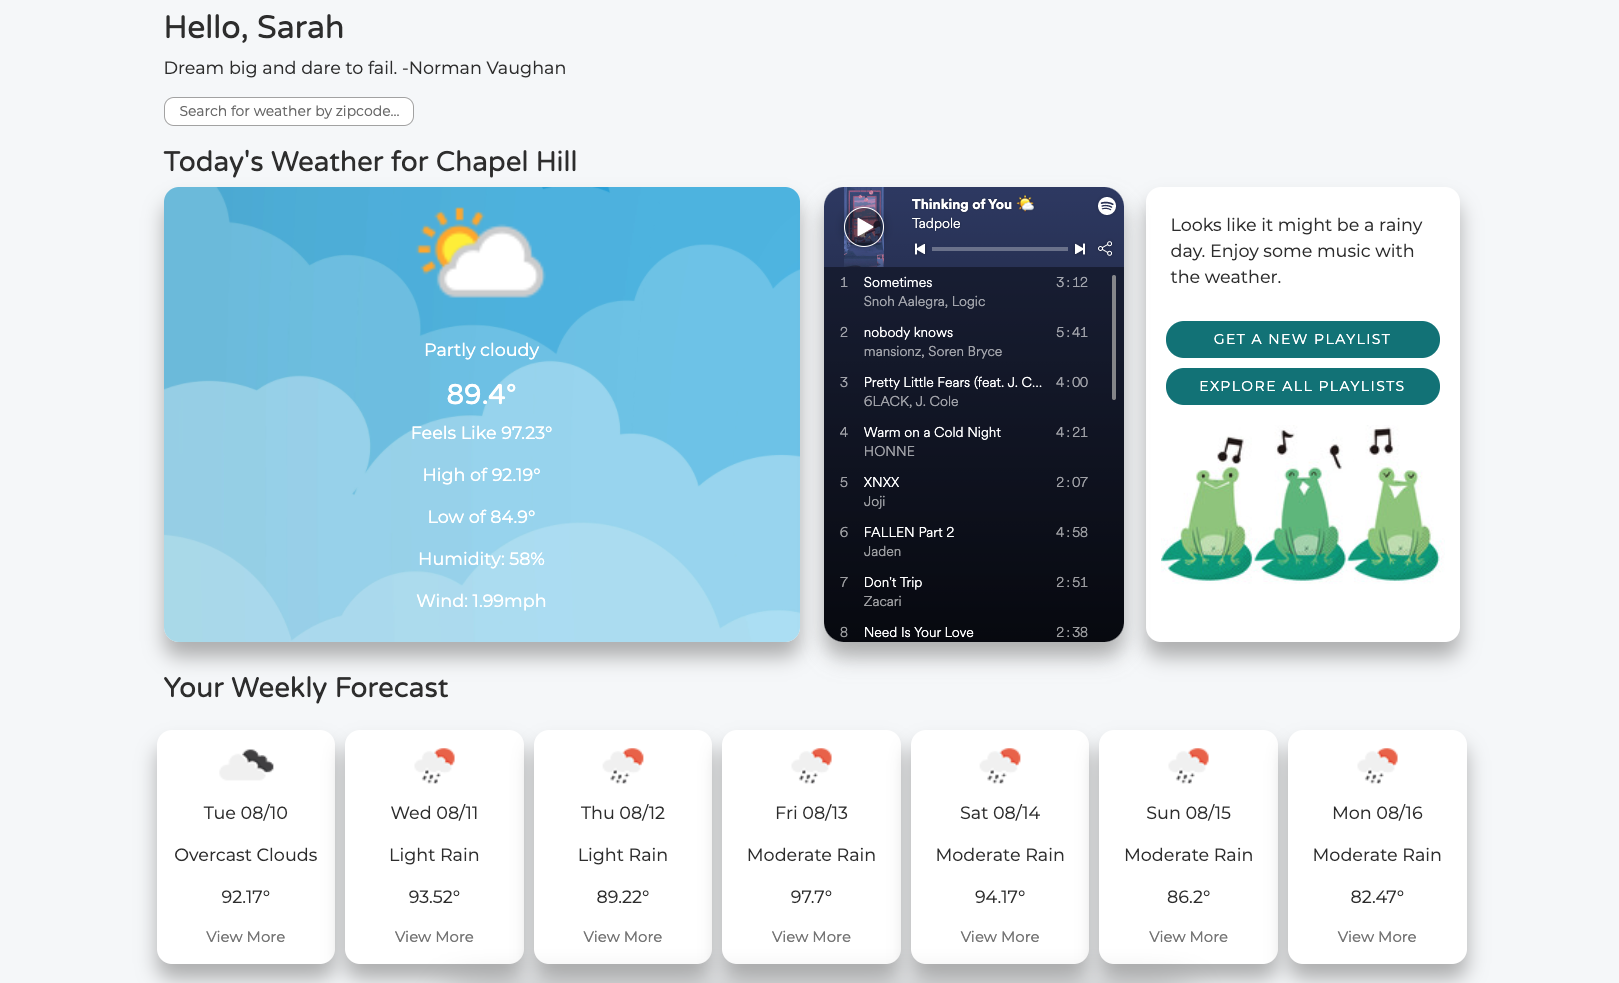 Hello, Sarah
Dream big and dare to fail. -Norman Vaughan
Search for weather by zipcode...
Today's Weather for Chapel Hill
Partly cloudy
89.4°
Feels Like 97.23°
High of 92.19°
Low of 84.9°
Humidity: 58%
Wind: 1.99mph
Thinking of You 🌤️
Tadpole
1 Sometimes 3:12
Snoh Aalegra, Logic
2 nobody knows 5:41
mansionz, Soren Bryce
3 Pretty Little Fears (feat. J. C... 4:00
6LACK, J. Cole
4 Warm on a Cold Night 4:21
HONNE
5 XNXX 2:07
Joji
6 FALLEN Part 2 4:58
Jaden
7 Don't Trip 2:51
Zacari
8 Need Is Your Love 2:38
Looks like it might be a rainy
day. Enjoy some music with
the weather.
GET A NEW PLAYLIST
EXPLORE ALL PLAYLISTS
Your Weekly Forecast
Tue 08/10
Overcast Clouds
92.17°
View More
Wed 08/11
Light Rain
93.52°
View More
Thu 08/12
Light Rain
89.22°
View More
Fri 08/13
Moderate Rain
97.7°
View More
Sat 08/14
Moderate Rain
94.17°
View More
Sun 08/15
Moderate Rain
86.2°
View More
Mon 08/16
Moderate Rain
82.47°
View More